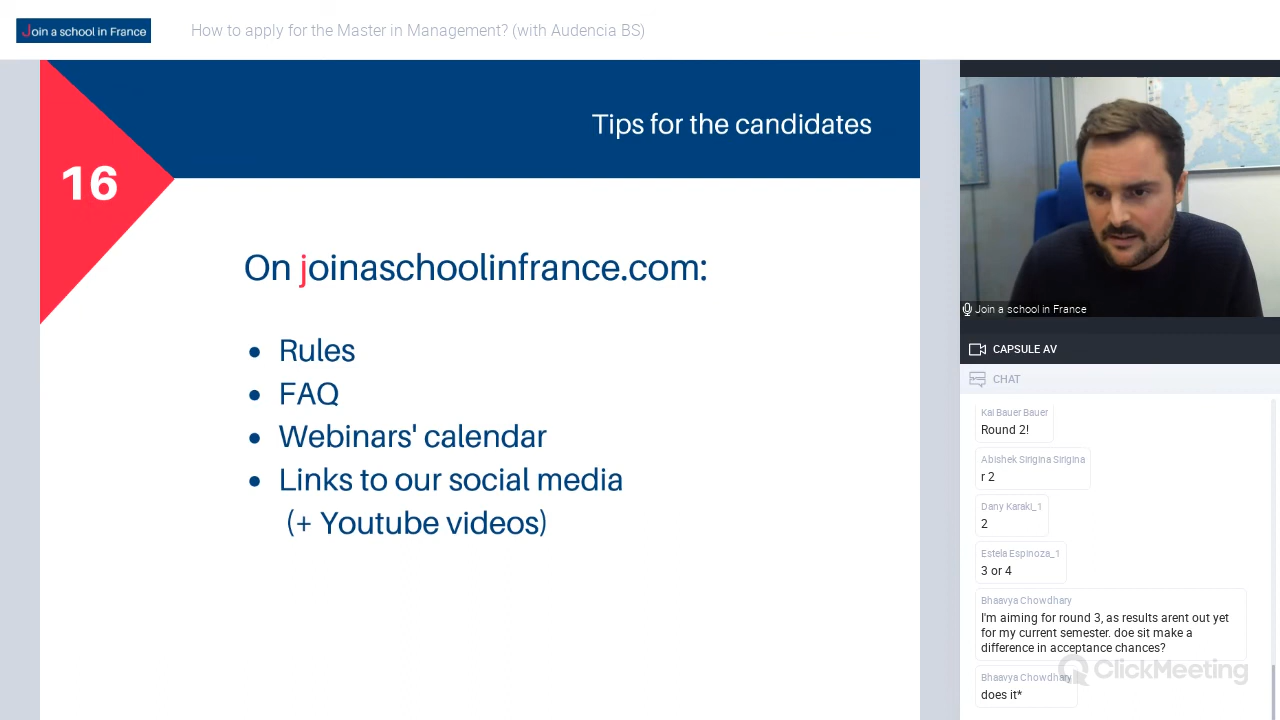 Join a school in France
How to apply for the Master in Management? (with Audencia BS)
16
Tips for the candidates
On joinaschoolinfrance.com:
• Rules
• FAQ
• Webinars' calendar
• Links to our social media
(+ Youtube videos)
Join a school in France
CAPSULE AV
CHAT
Kai Bauer Bauer
Round 2!
Abishek Sirigina Sirigina
r 2
Dany Karaki_1
2
Estela Espinoza_1
3 or 4
Bhaavya Chowdhary
I'm aiming for round 3, as results arent out yet
for my current semester. doe sit make a
difference in acceptance chances?
Bhaavya Chowdhary
does it*
ClickMeeting